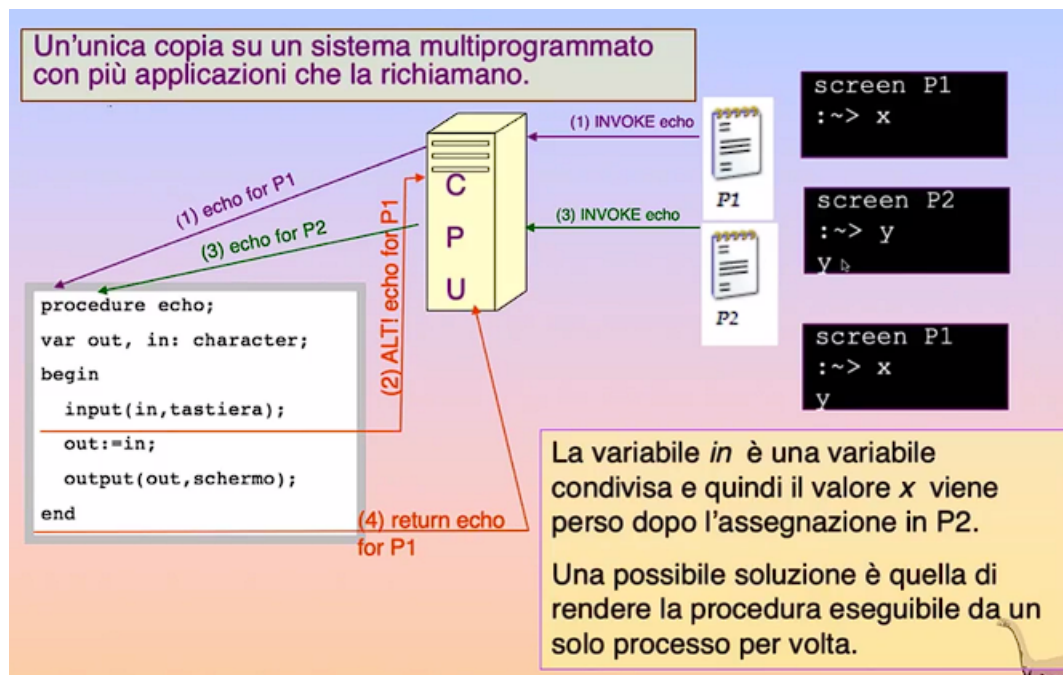 Un'unica copia su un sistema multiprogrammato
con più applicazioni che la richiamano.
(1) INVOKE echo
(1) echo for P1
(3) echo for P2
(2) ALT! echo for P1
C
P
U
(3) INVOKE echo
P1
P2
screen P1
:~> x
screen P2
:~> y
y
screen P1
:~> x
y
procedure echo;
var out, in: character;
begin
input(in,tastiera);
out:=in;
output(out,schermo);
end
(4) return echo
for P1
La variabile in è una variabile
condivisa e quindi il valore x viene
perso dopo l'assegnazione in P2.
Una possibile soluzione è quella di
rendere la procedura eseguibile da un
solo processo per volta.